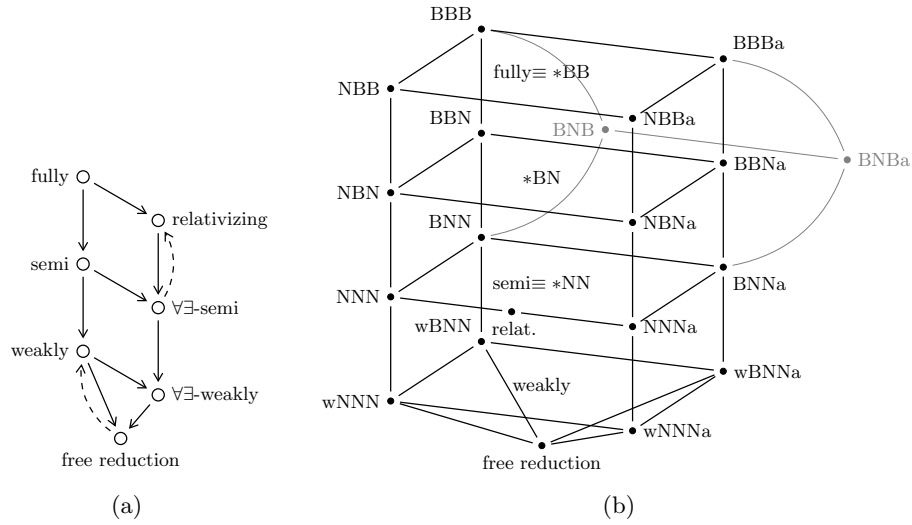 fully
relativizing
semi
∀∃-semi
weakly
∀∃-weakly
free reduction
(a)
BBB
BBBa
fully≡ *BB
NBB
NBBa
BBN
BNB
BNBa
BBNa
*BN
NBN
NBNa
BNN
BNNa
semi≡ *NN
NNN
NNNa
relat.
wBNN
wBNNa
weakly
wNNN
wNNNa
free reduction
(b)